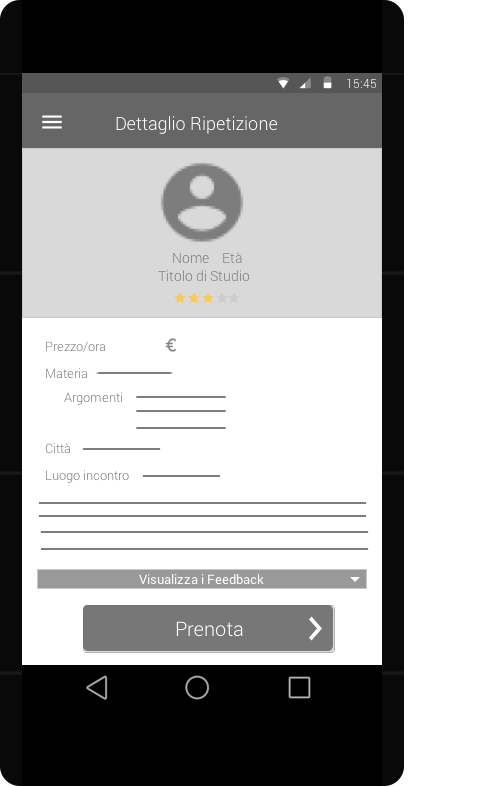 15:45
Dettaglio Ripetizione
Nome Età
Titolo di Studio
Prezzo/ora €
Materia
Argomenti
Città
Luogo incontro
Visualizza i Feedback
Prenota